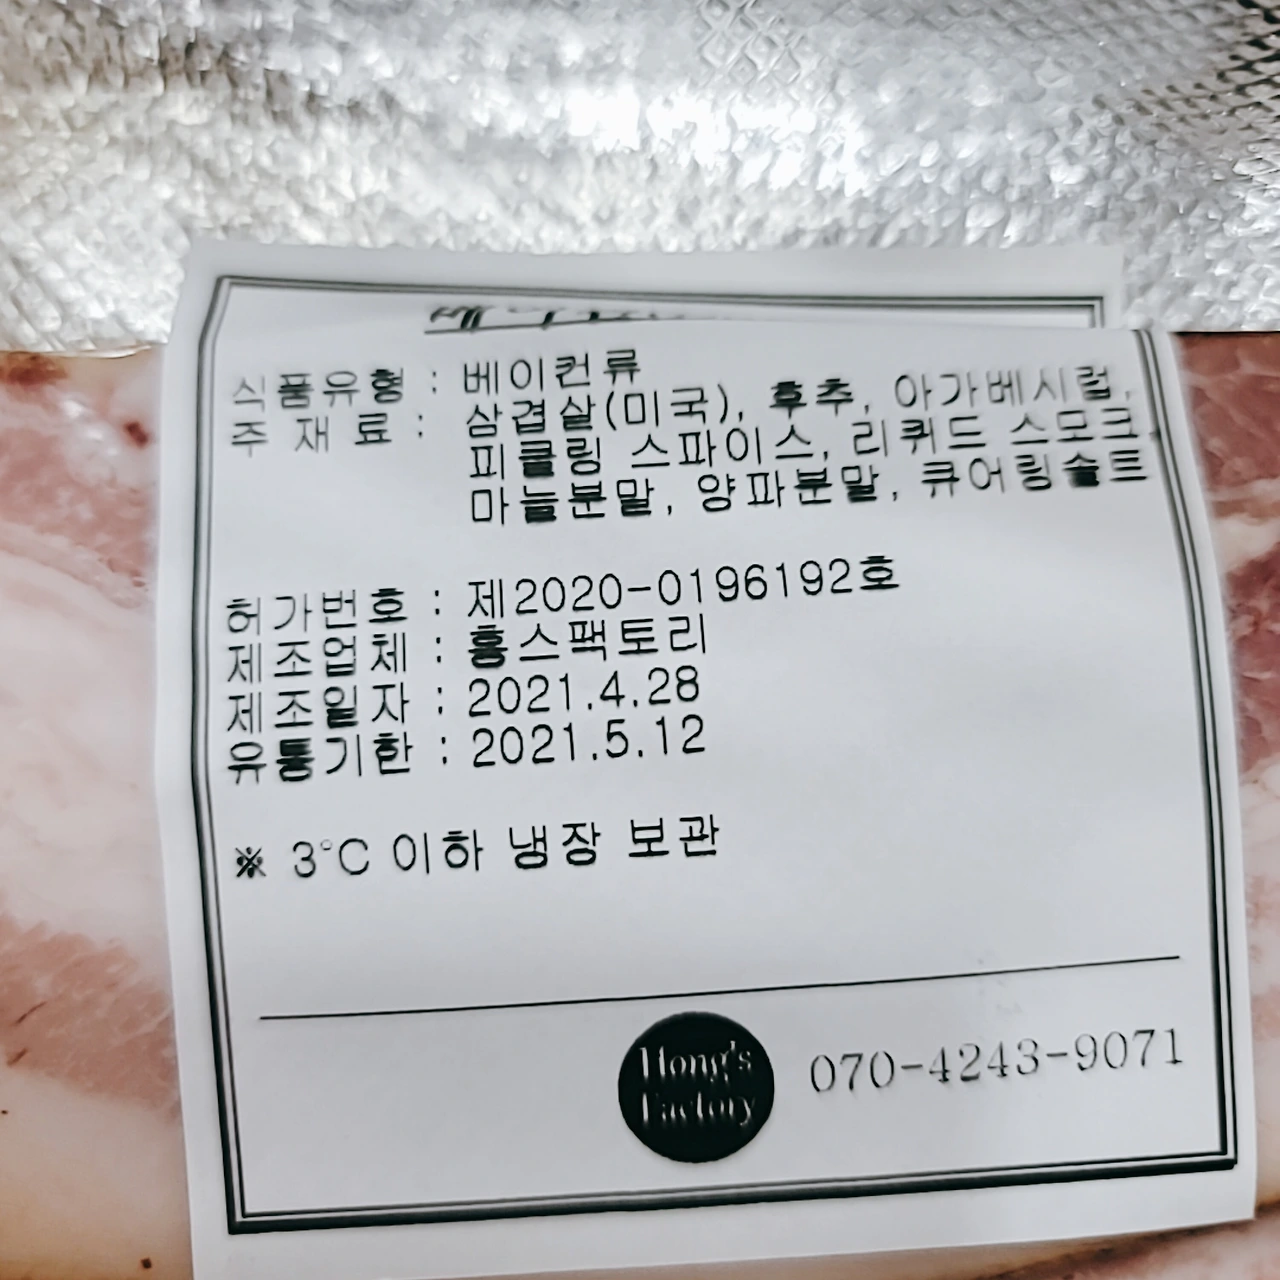 식품유형 : 베이컨류
주 재 료 : 삼겹살(미국), 후추, 아가베시럽,
피클링 스파이스, 리퀴드 스모크,
마늘분말, 양파분말, 큐어링솔트
허가번호 : 제2020-0196192호
제조업체 : 홍스팩토리
제조일자 : 2021.4.28
유통기한 : 2021.5.12
※ 3°C 이하 냉장 보관
Hong's
Factory
070-4243-9071